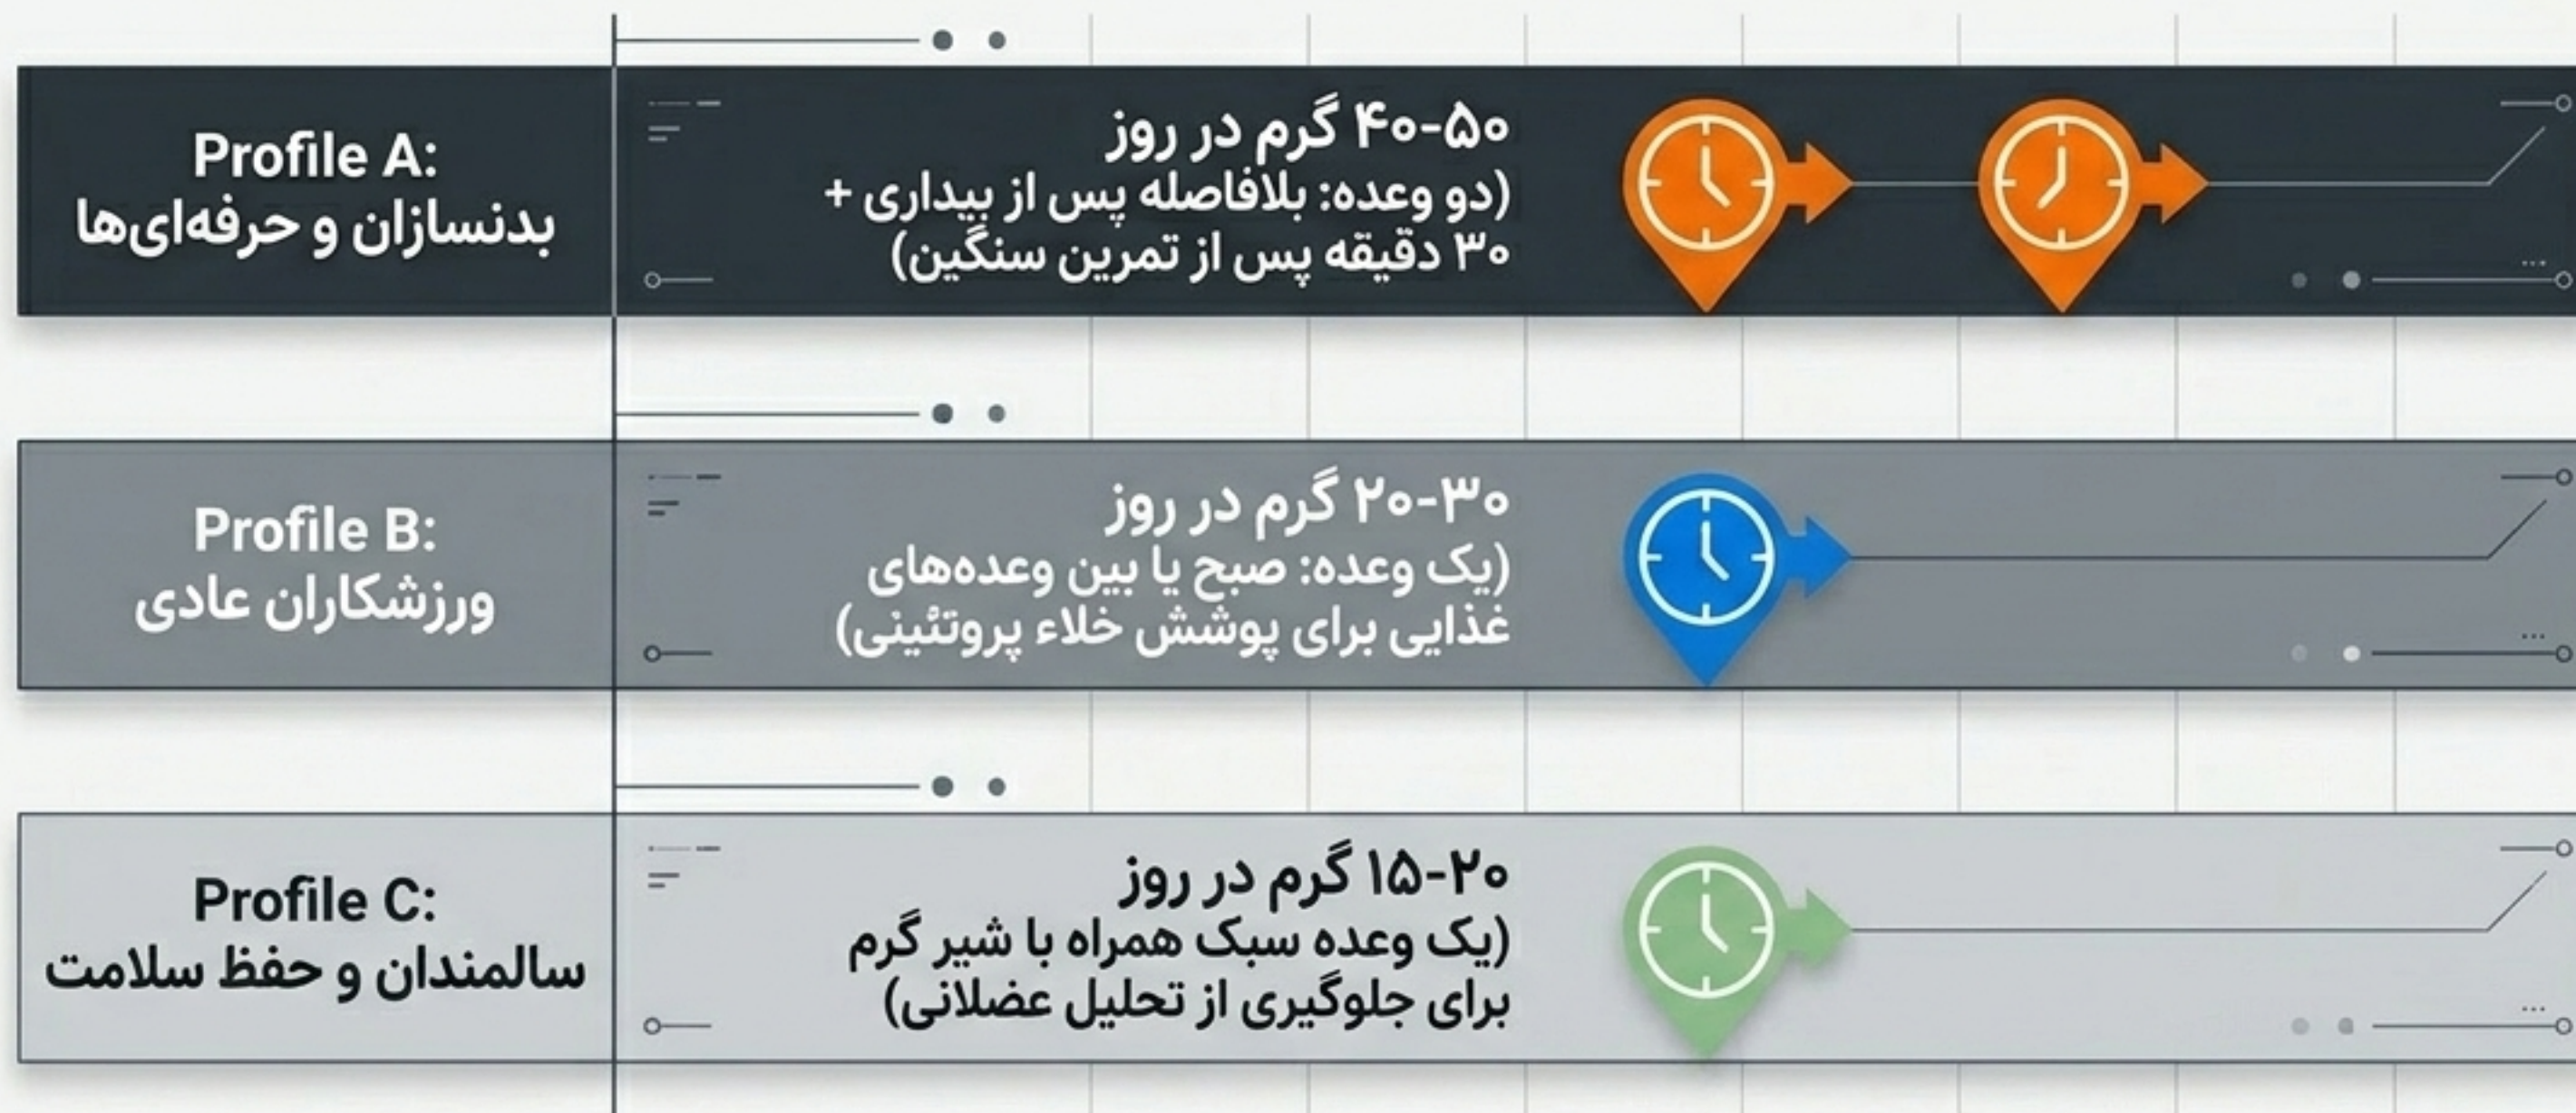 Profile A:
بدنسازان و حرفه‌ای‌ها
۴۰-۵۰ گرم در روز
(دو وعده: بلافاصله پس از بیداری +
۳۰ دقیقه پس از تمرین سنگین)
Profile B:
ورزشکاران عادی
۲۰-۳۰ گرم در روز
(یک وعده: صبح یا بین وعده‌های
غذایی برای پوشش خلاء پروتئینی)
Profile C:
سالمندان و حفظ سلامت
۱۵-۲۰ گرم در روز
(یک وعده سبک همراه با شیر گرم
برای جلوگیری از تحلیل عضلانی)